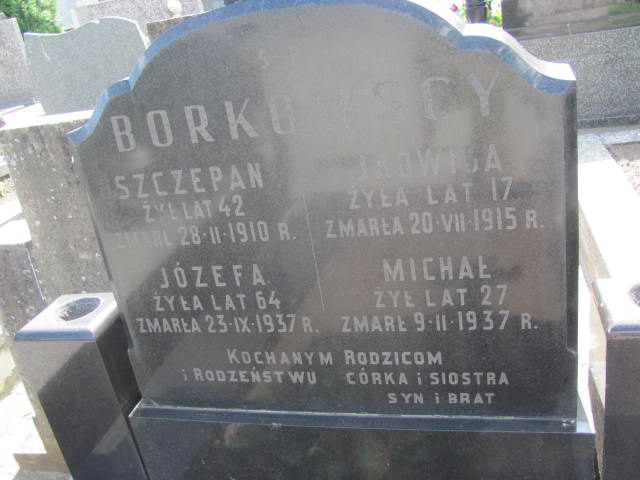 Ś P
BORKOWSCY
SZCZEPAN
ŻYŁ LAT 42
ZMARŁ 28·II·1910 R.
JADWIGA
ŻYŁA LAT 17
ZMARŁA 20·VII·1915 R.
JÓZEFA
ŻYŁA LAT 64
ZMARŁA 23·IX·1937 R.
MICHAŁ
ŻYŁ LAT 27
ZMARŁ 9·II·1937 R.
KOCHANYM RODZICOM
i RODZEŃSTWU CÓRKA i SIOSTRA
SYN i BRAT